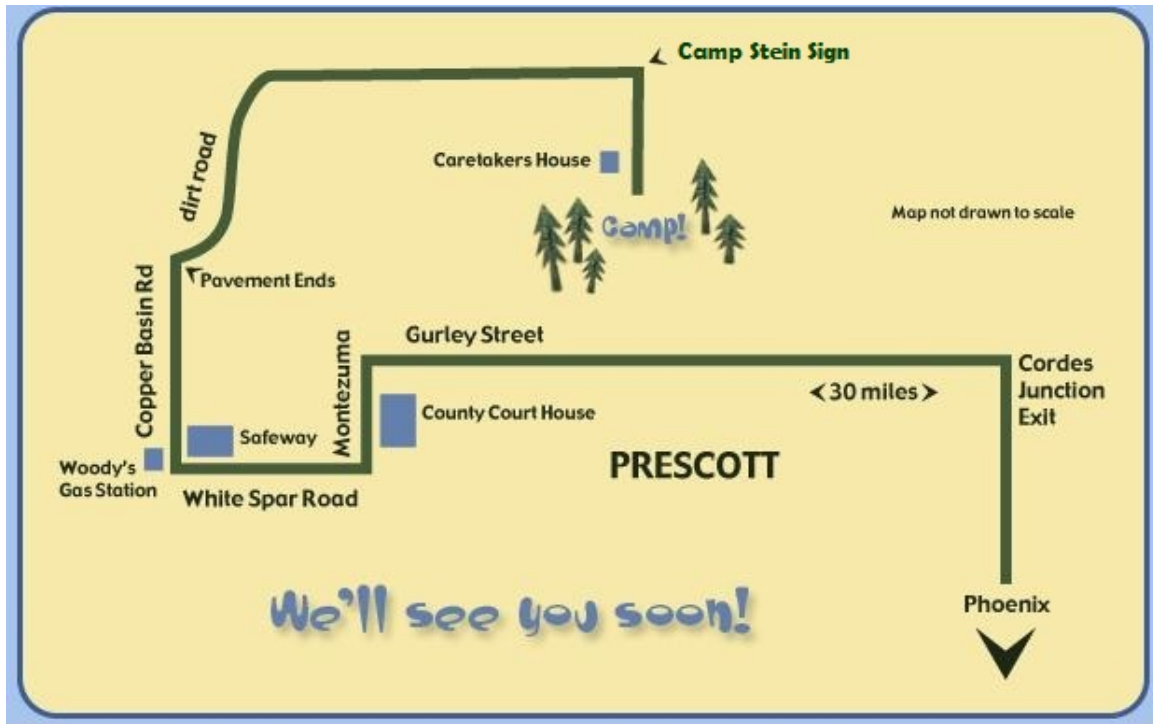 Camp Stein Sign
Caretakers House
dirt road
Camp!
Map not drawn to scale
Pavement Ends
Copper Basin Rd
Gurley Street
Montezuma
Cordes
Junction
Exit
30 miles
County Court House
Safeway
Woody's
Gas Station
PRESCOTT
White Spar Road
We'll see you soon!
Phoenix